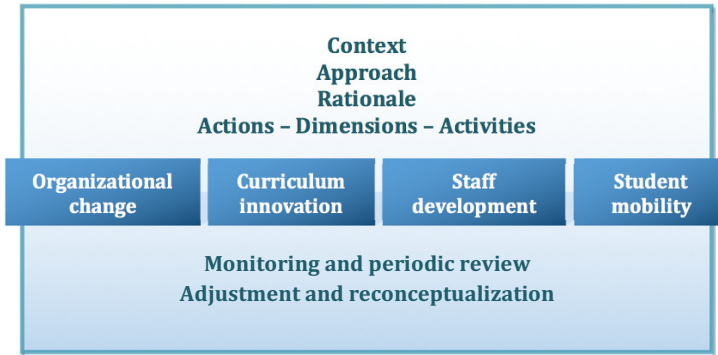 Context
Approach
Rationale
Actions – Dimensions – Activities
Organizational
change
Curriculum
innovation
Staff
development
Student
mobility
Monitoring and periodic review
Adjustment and reconceptualization